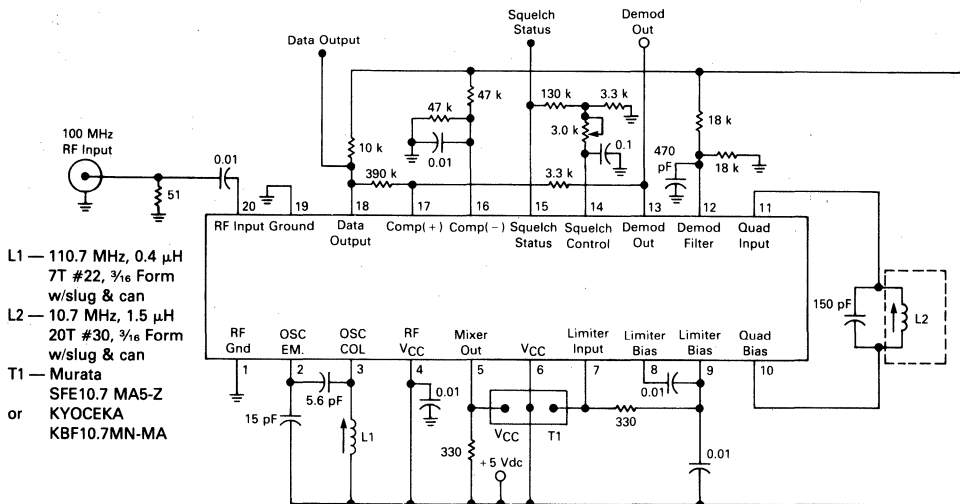 Squelch
Status
Demod
Out
Data Output
100 MHz
RF Input
0.01
51
10 k
390 k
47 k
47 k
0.01
130 k
3.3 k
3.0 k
0.1
3.3 k
470
pF
18 k
18 k
20 19 18 17 16 15 14 13 12 11
RF Input Ground Data Output Comp(+) Comp(−) Squelch Status Squelch Control Demod Out Demod Filter Quad Input
L1 — 110.7 MHz, 0.4 μH
7T #22, 3/16 Form
w/slug & can
L2 — 10.7 MHz, 1.5 μH
20T #30, 3/16 Form
w/slug & can
T1 — Murata
SFE10.7 MA5-Z
or KYOCEKA
KBF10.7MN-MA
150 pF
L2
RF Gnd OSC EM. OSC COL RF VCC Mixer Out VCC Limiter Input Limiter Bias Limiter Bias Quad Bias
1 2 3 4 5 6 7 8 9 10
15 pF
5.6 pF
L1
0.01
330
VCC T1
+5 Vdc
330
0.01
0.01